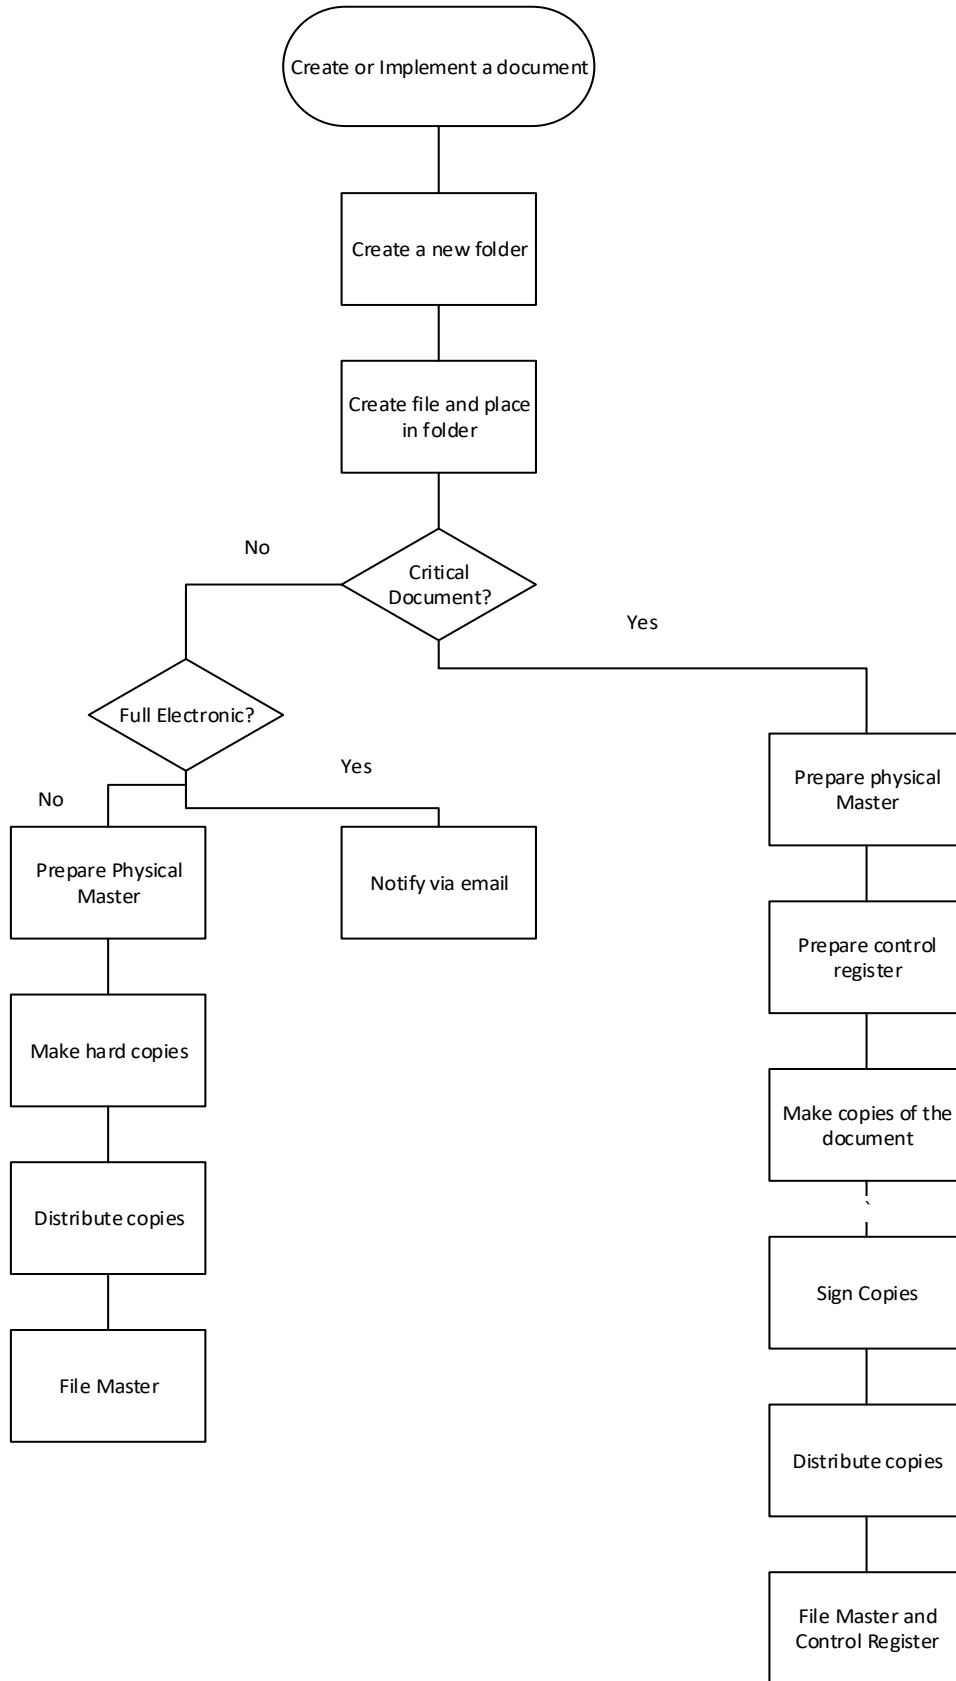 Create or Implement a document
Create a new folder
Create file and place
in folder
No
Critical
Document?
Yes
Full Electronic?
Yes
No
Prepare physical
Master
Prepare Physical
Master
Notify via email
Prepare control
register
Make hard copies
Make copies of the
document
Distribute copies
`
Sign Copies
File Master
Distribute copies
File Master and
Control Register